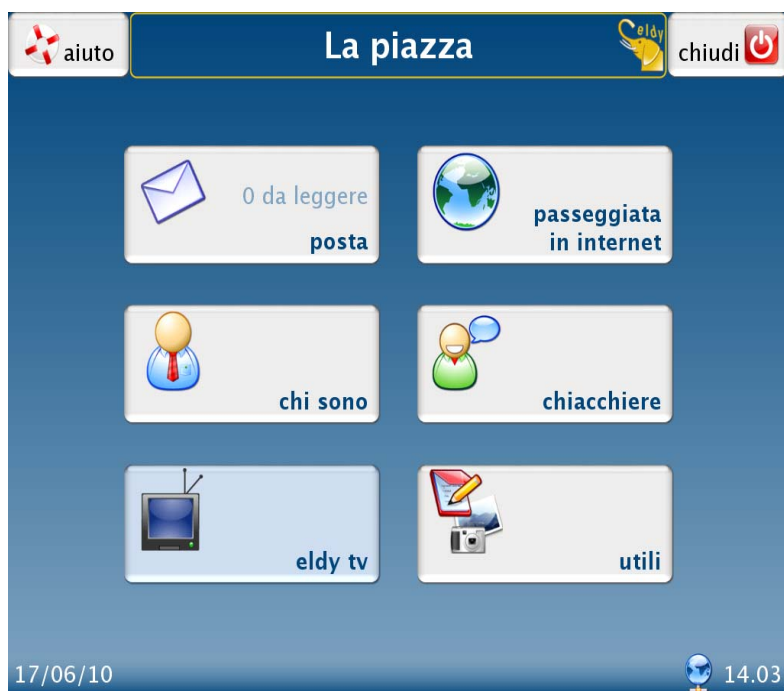 aiuto
La piazza
eldy
chiudi
0 da leggere
posta
passeggiata
in internet
chi sono
chiacchiere
eldy tv
utili
17/06/10
14.03